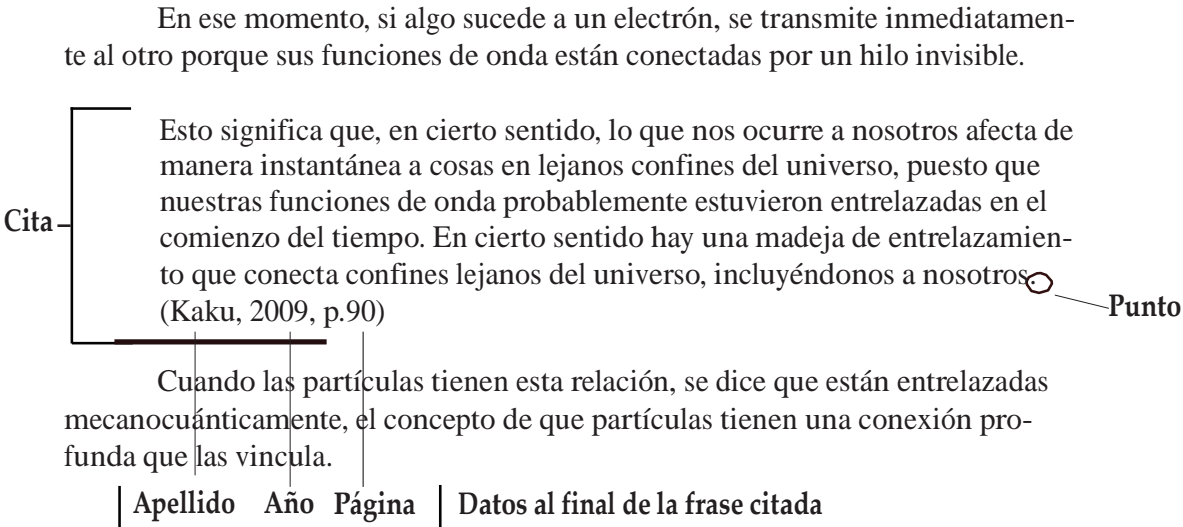 En ese momento, si algo sucede a un electrón, se transmite inmediatamen-
te al otro porque sus funciones de onda están conectadas por un hilo invisible.
Esto significa que, en cierto sentido, lo que nos ocurre a nosotros afecta de
manera instantánea a cosas en lejanos confines del universo, puesto que
nuestras funciones de onda probablemente estuvieron entrelazadas en el
Cita
comienzo del tiempo. En cierto sentido hay una madeja de entrelazamien-
to que conecta confines lejanos del universo, incluyéndonos a nosotros.
(Kaku, 2009, p.90)
Punto
Cuando las partículas tienen esta relación, se dice que están entrelazadas
mecanocuánticamente, el concepto de que partículas tienen una conexión pro-
funda que las vincula.
Apellido Año Página Datos al final de la frase citada